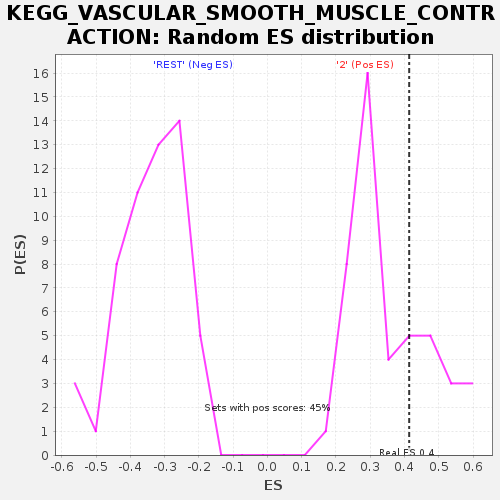 KEGG_VASCULAR_SMOOTH_MUSCLE_CONTR
ACTION: Random ES distribution
'REST' (Neg ES) '2' (Pos ES)
16
15
14
13
12
11
10
9
8
7
6
5
4
3
2
1
0
P(ES)
Sets with pos scores: 45%
Real ES 0.4
-0.6 -0.5 -0.4 -0.3 -0.2 -0.1 0.0 0.1 0.2 0.3 0.4 0.5 0.6
ES